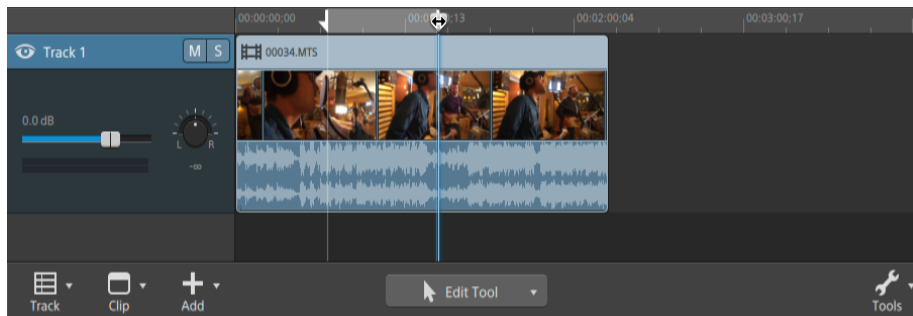 00:00:00;00
00:02:00;04
00:03:00;17
Track 1
M
S
00034.MTS
0.0 dB
L
R
-∞
Track
Clip
Add
Edit Tool
Tools